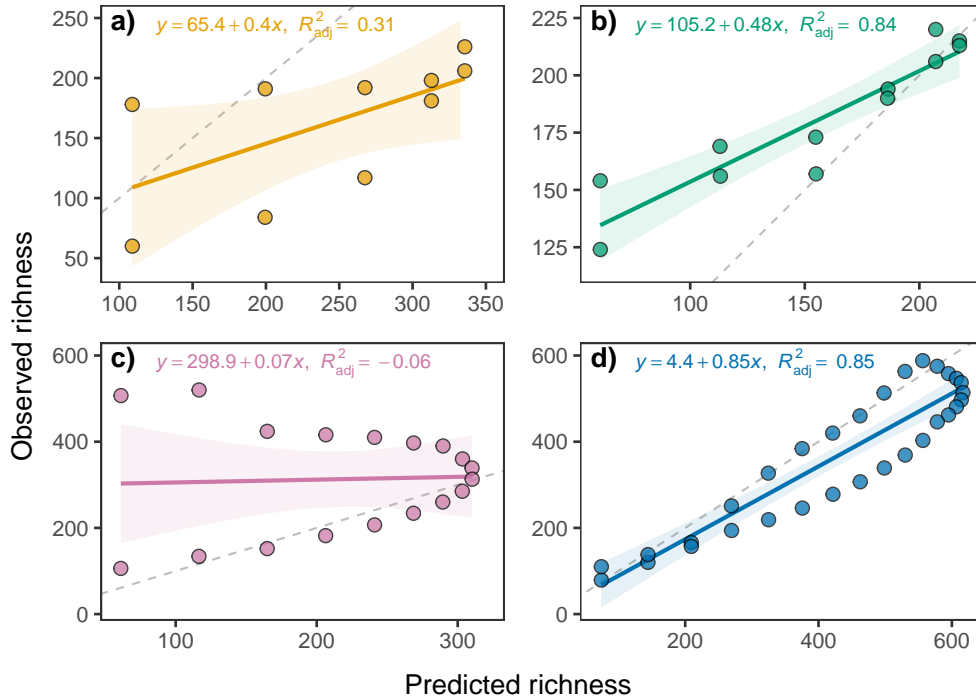 a) y = 65.4 + 0.4x, R²adj = 0.31
250
200
150
100
50
100 150 200 250 300 350
b) y = 105.2 + 0.48x, R²adj = 0.84
225
200
175
150
125
100 150 200
c) y = 298.9 + 0.07x, R²adj = −0.06
600
400
200
0
100 200 300
d) y = 4.4 + 0.85x, R²adj = 0.85
600
400
200
0
200 400 600
Observed richness
Predicted richness